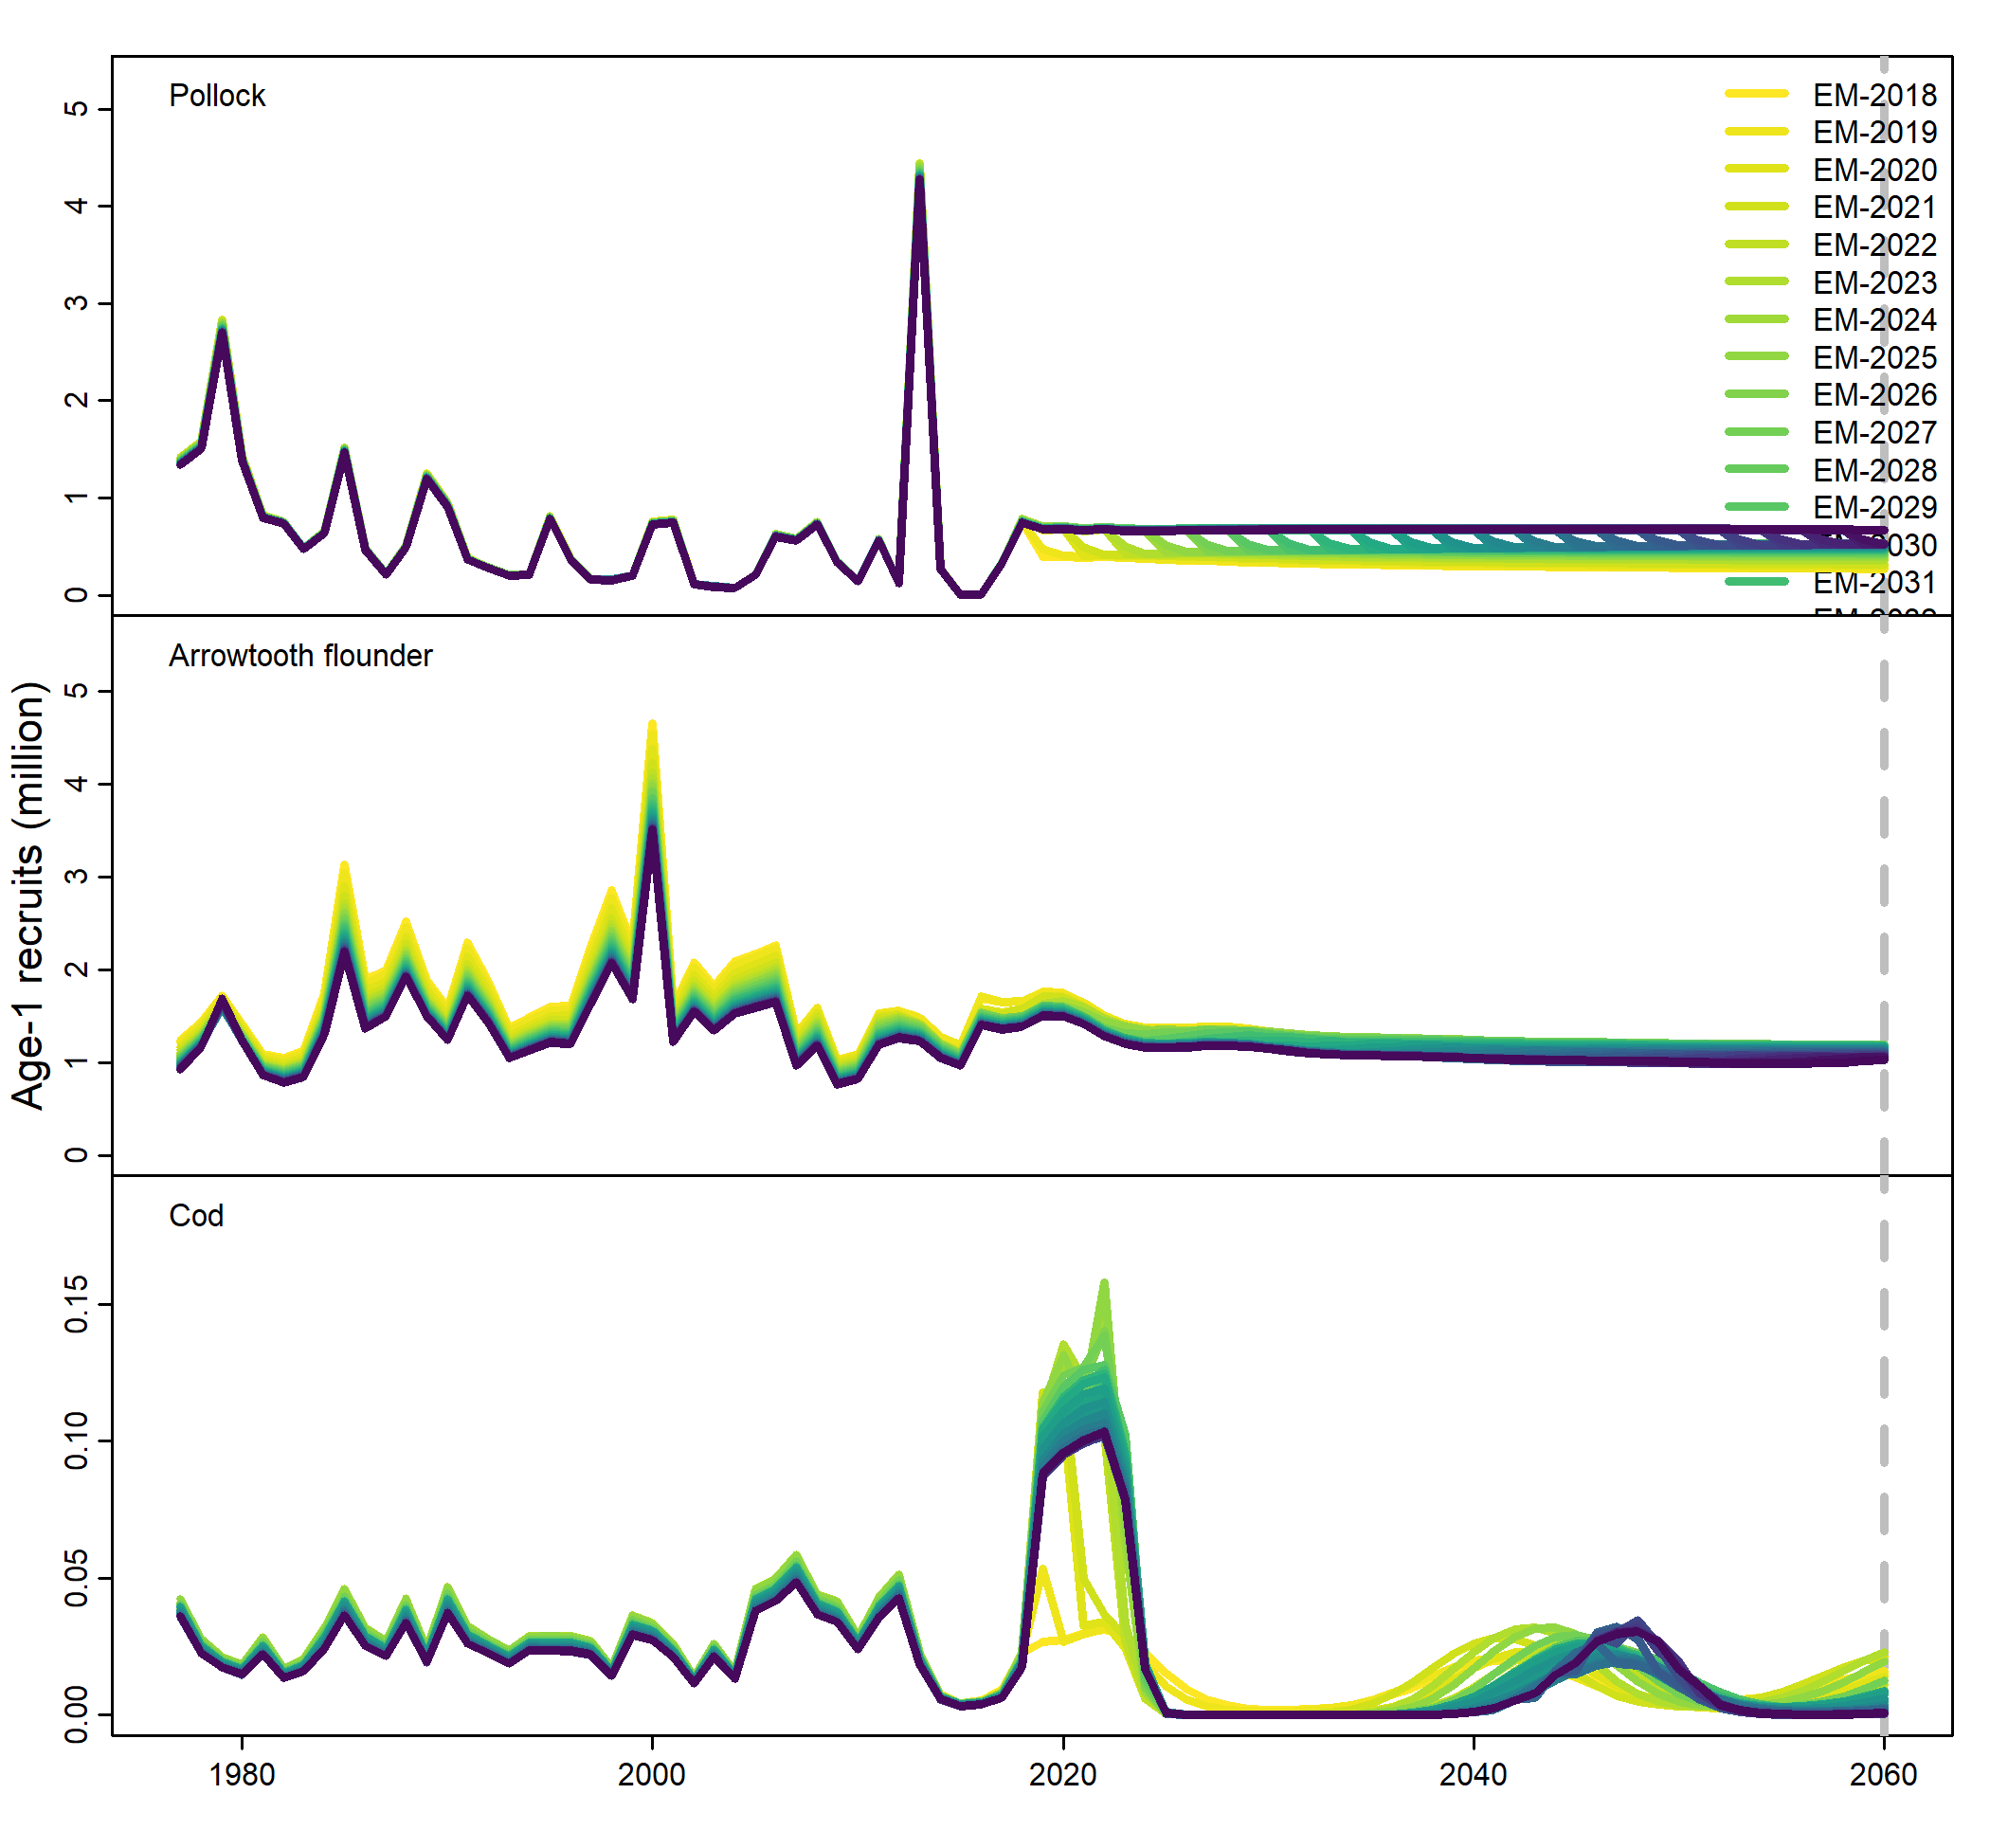 Pollock
EM-2018
EM-2019
EM-2020
EM-2021
EM-2022
EM-2023
EM-2024
EM-2025
EM-2026
EM-2027
EM-2028
EM-2029
EM-2031
5
4
3
2
1
0
Arrowtooth flounder
5
4
3
2
1
0
Age-1 recruits (million)
Cod
0.15
0.10
0.05
0.00
1980
2000
2020
2040
2060